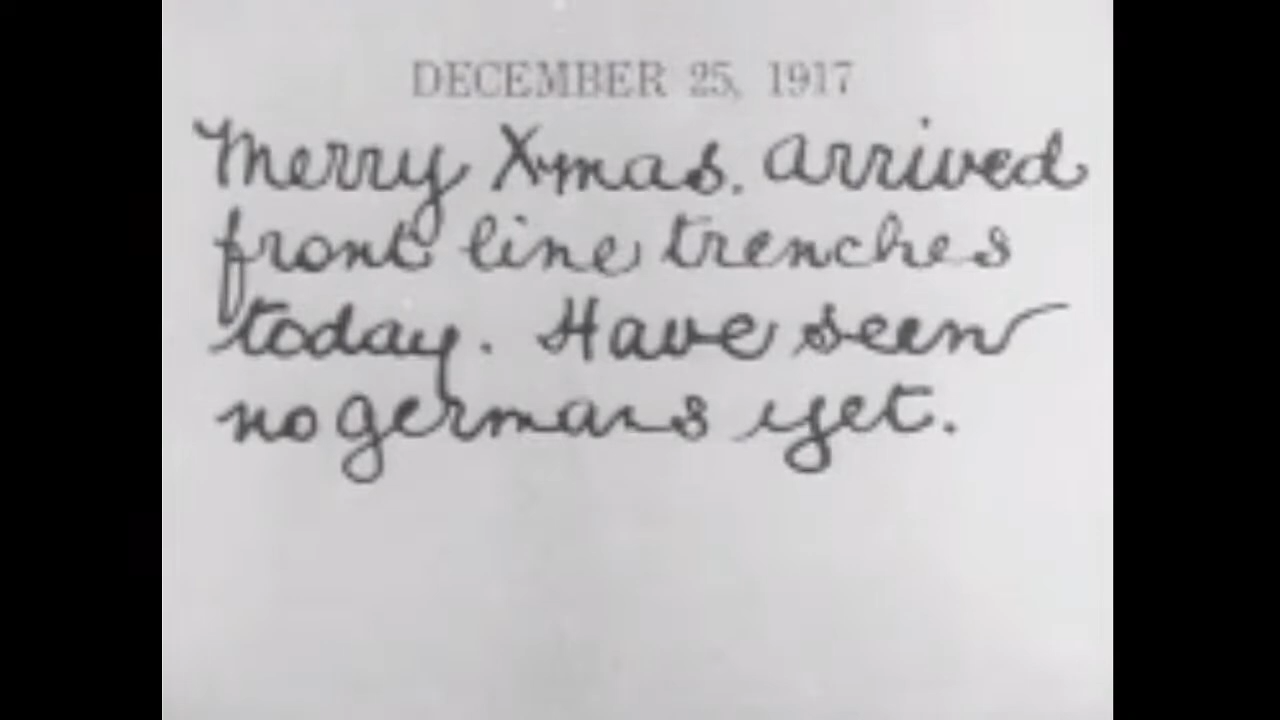 DECEMBER 25, 1917
Merry Xmas. arrived
front line trenches
today. Have seen
no germans yet.